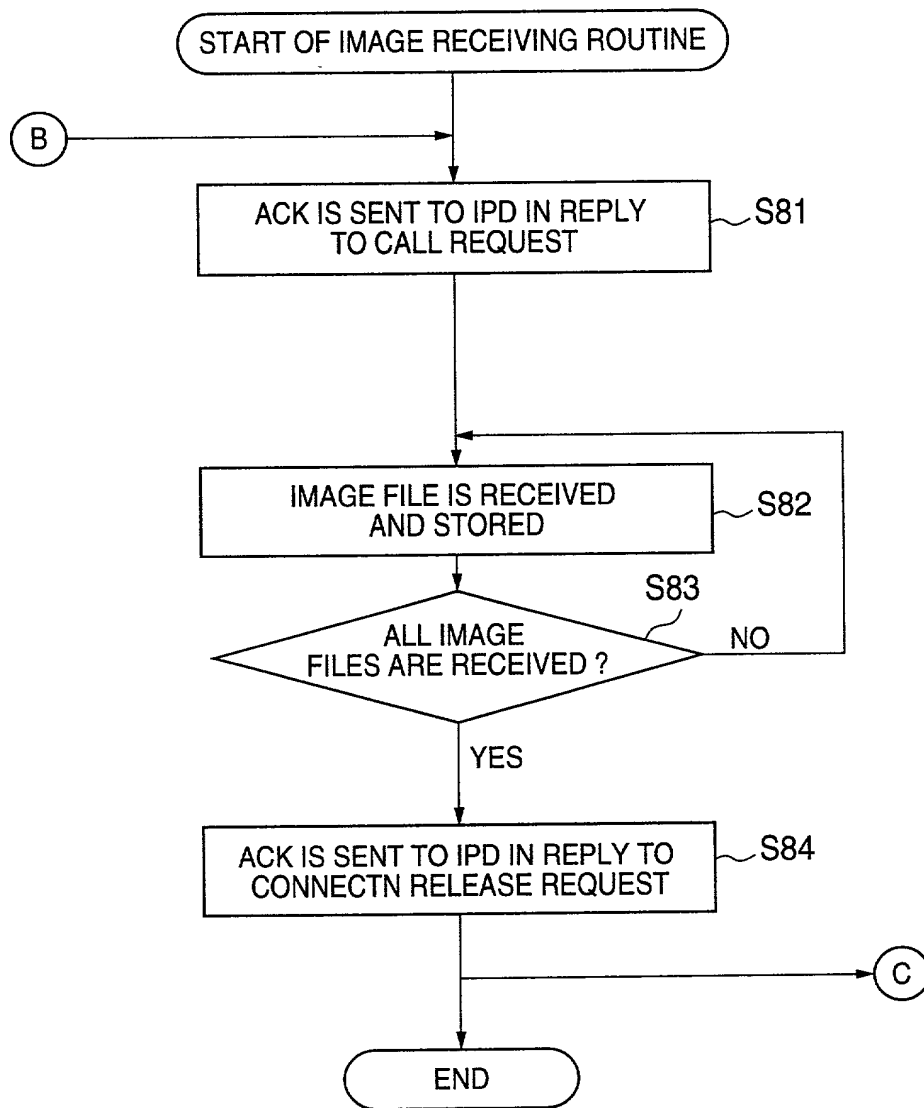 START OF IMAGE RECEIVING ROUTINE
B
ACK IS SENT TO IPD IN REPLY
TO CALL REQUEST
S81
IMAGE FILE IS RECEIVED
AND STORED
S82
S83
ALL IMAGE
FILES ARE RECEIVED ?
NO
YES
ACK IS SENT TO IPD IN REPLY TO
CONNECTN RELEASE REQUEST
S84
C
END